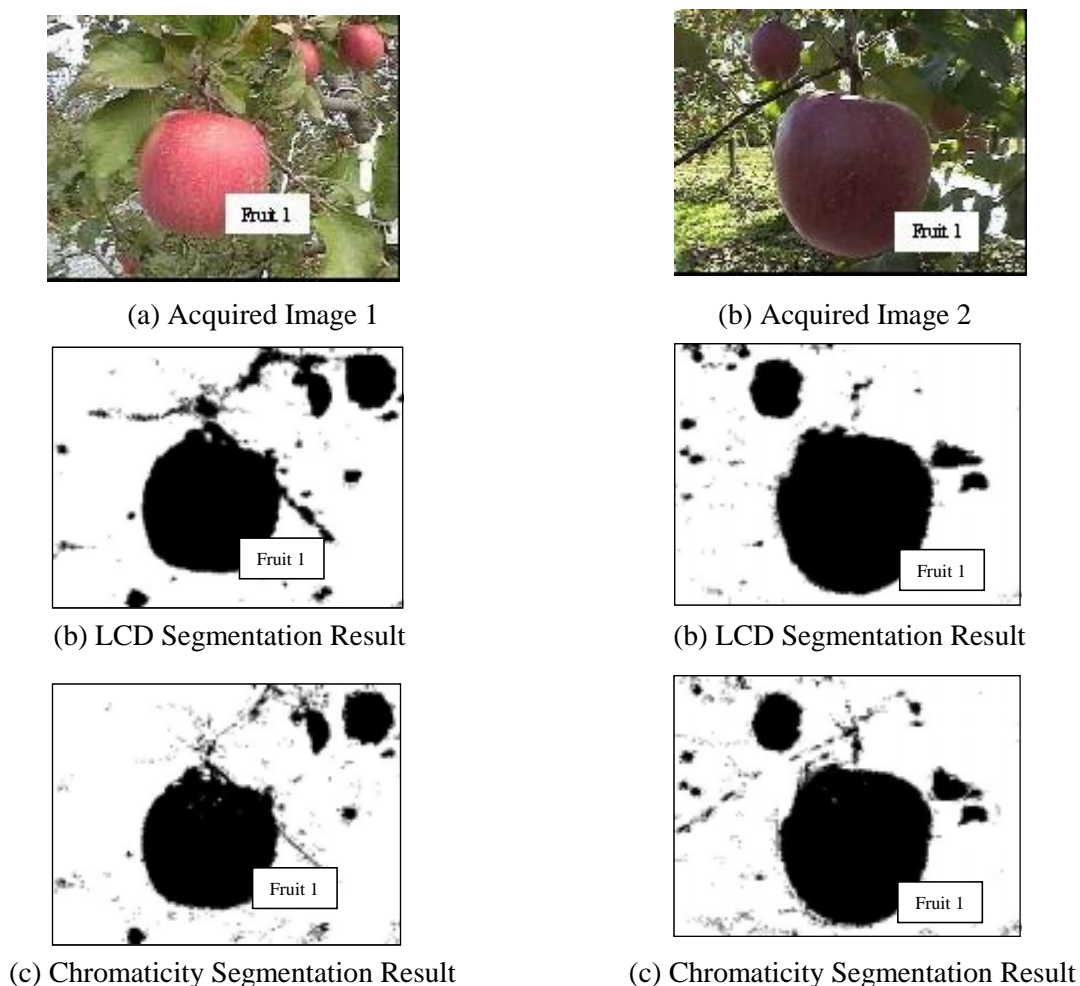 Fruit 1
Fruit 1
(a) Acquired Image 1
(b) Acquired Image 2
Fruit 1
Fruit 1
(b) LCD Segmentation Result
(b) LCD Segmentation Result
Fruit 1
Fruit 1
(c) Chromaticity Segmentation Result
(c) Chromaticity Segmentation Result